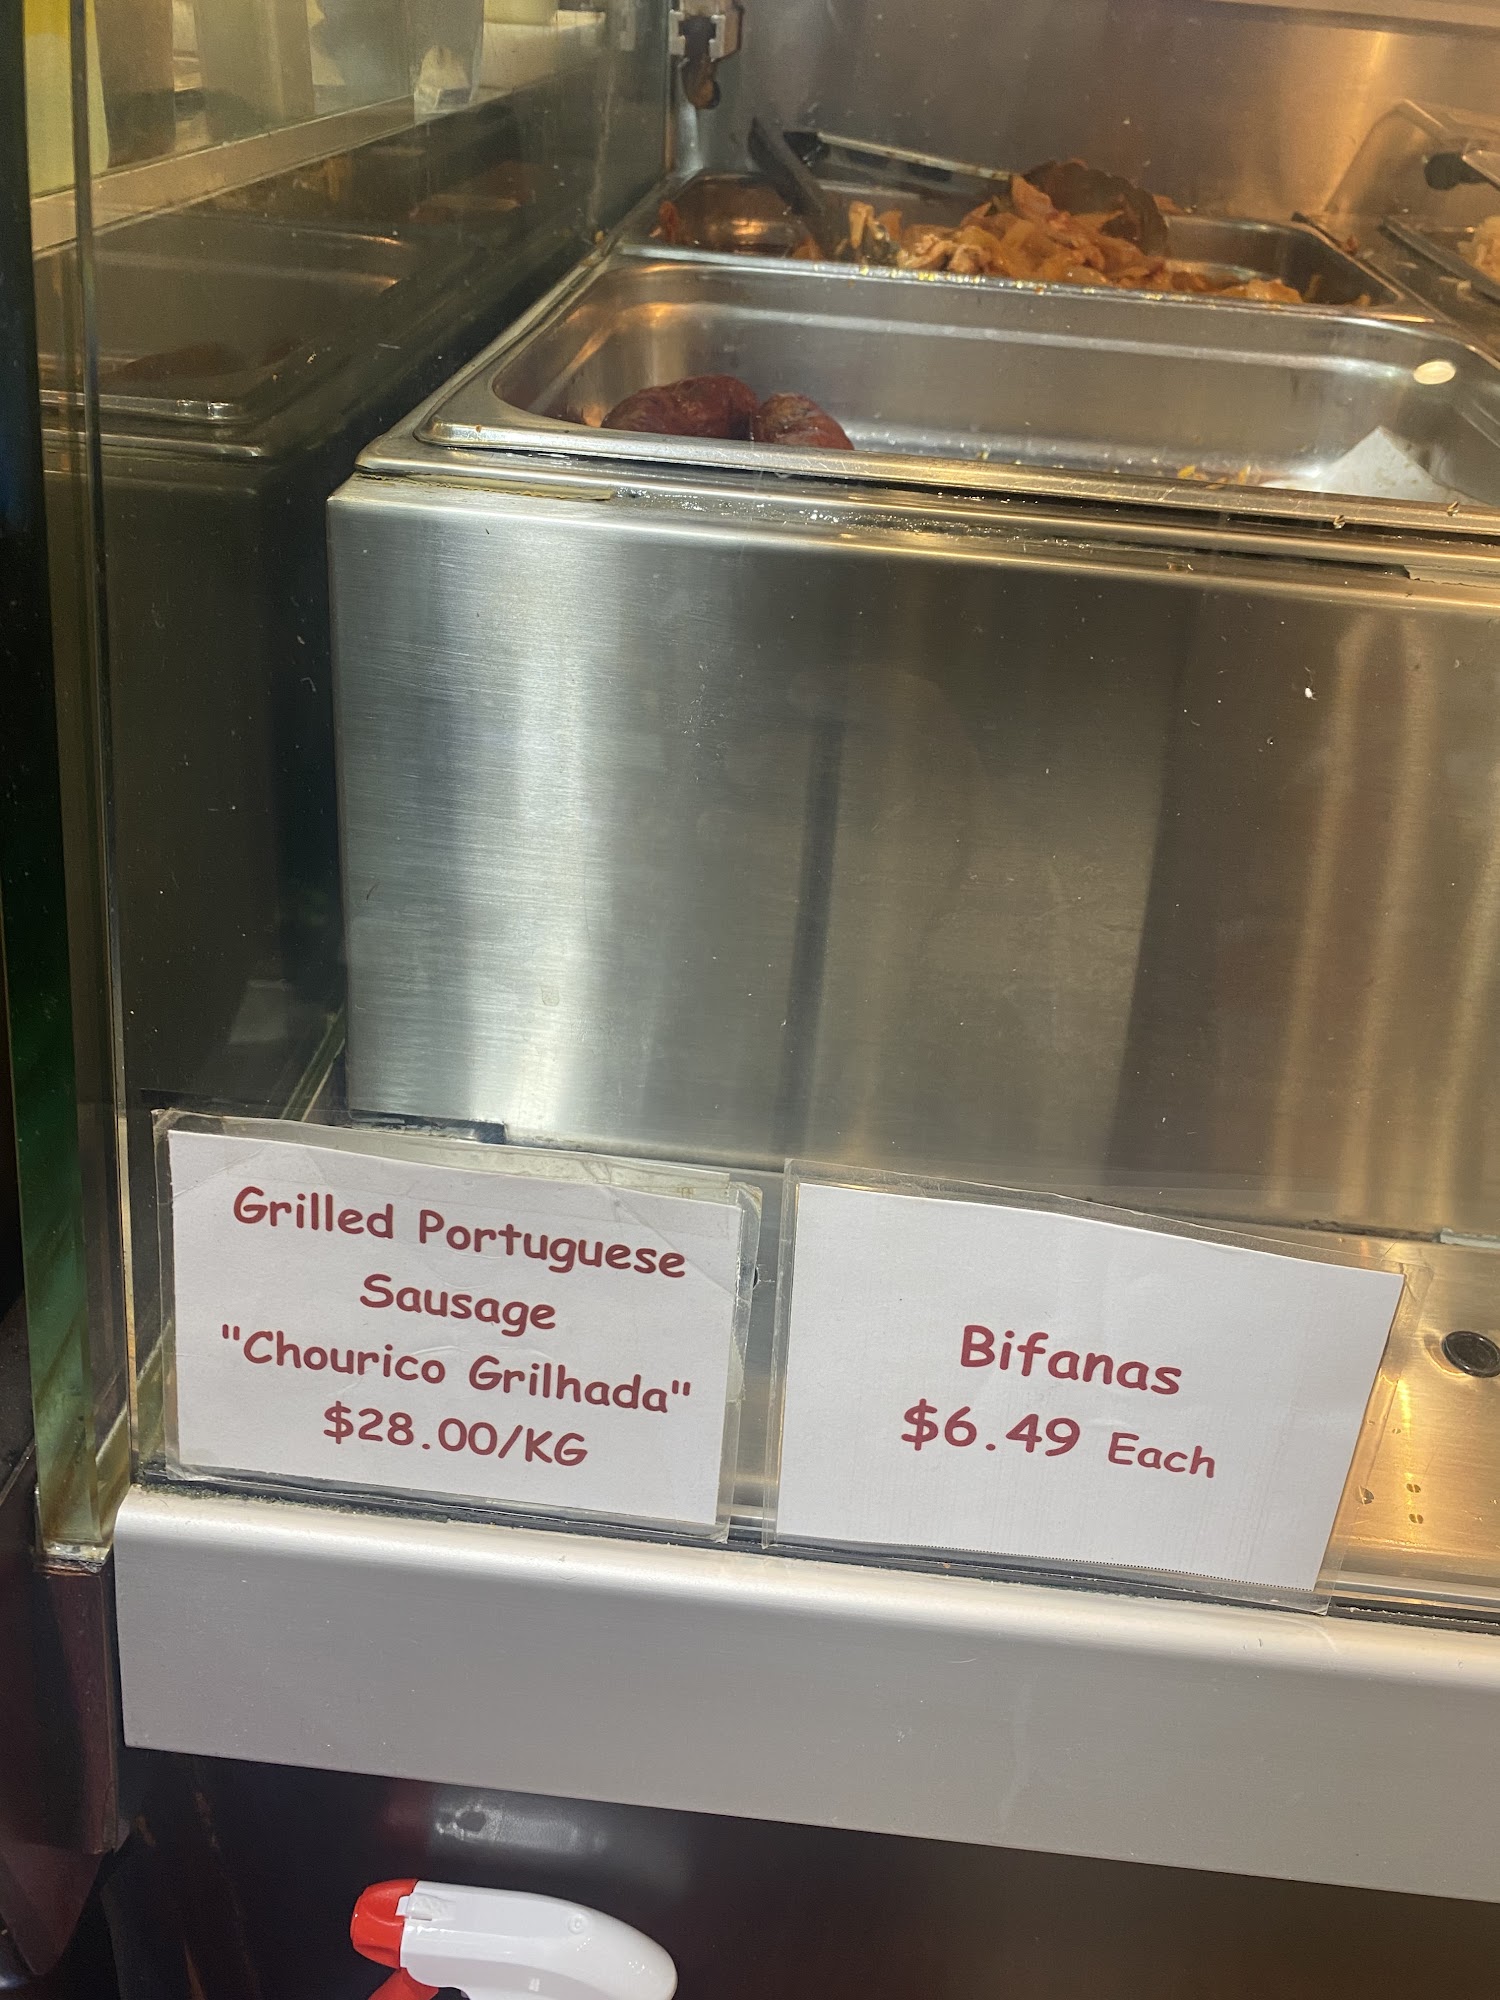 Grilled Portuguese
Sausage
"Chourico Grilhada"
$28.00/KG
Bifanas
$6.49 Each